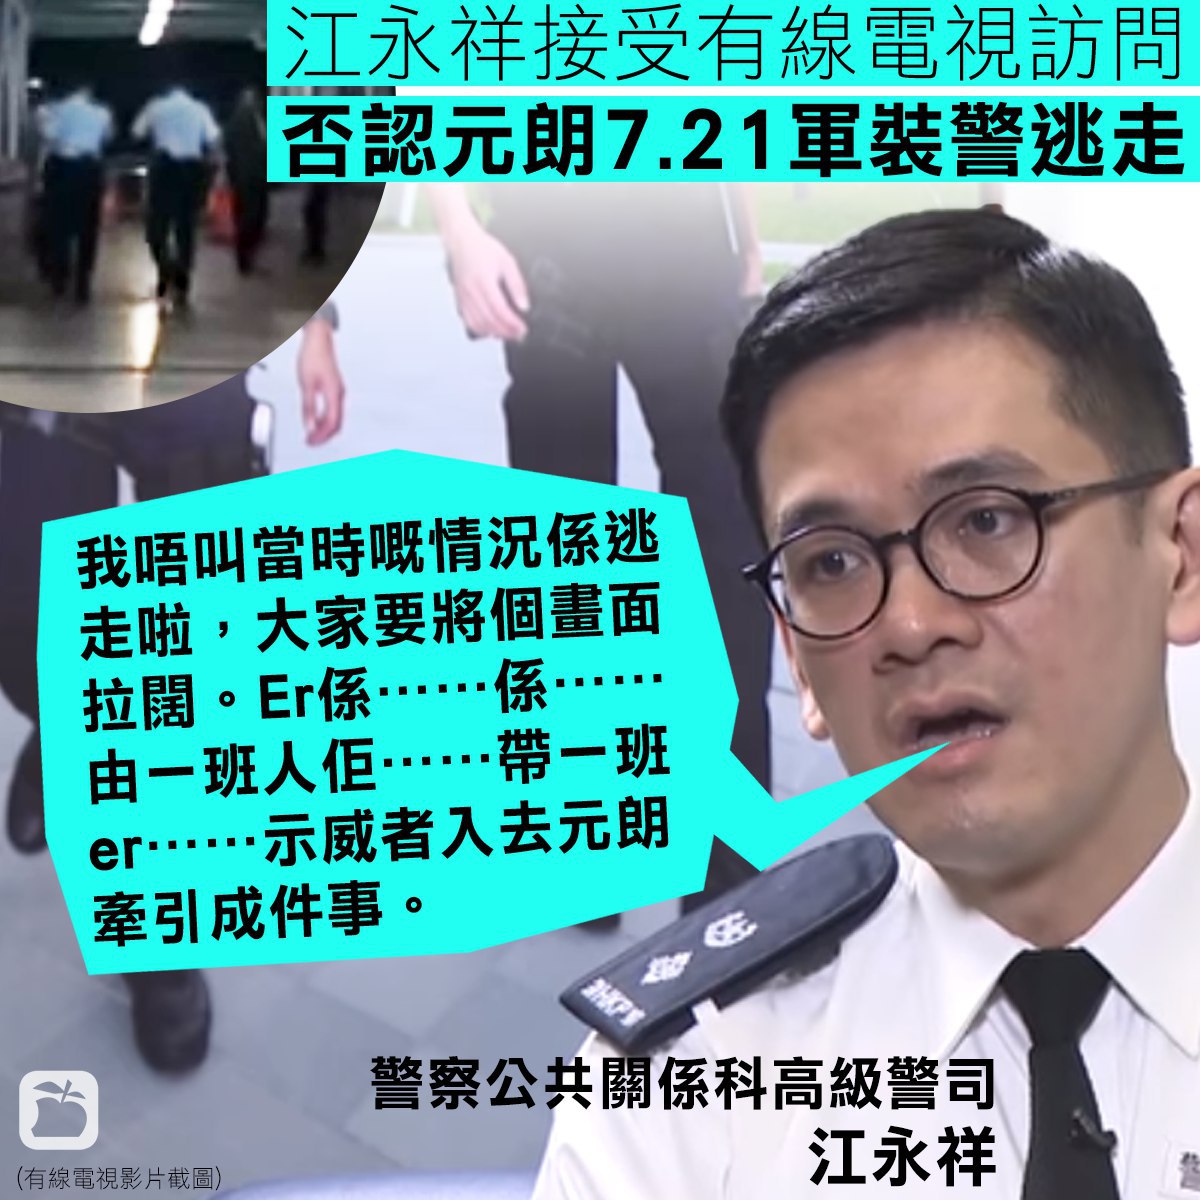 江永祥接受有線電視訪問
否認元朗7.21軍裝警逃走
我唔叫當時嘅情況係逃
走啦，大家要將個畫面
拉闊。Er係……係……
由一班人佢……帶一班
er……示威者入去元朗
牽引成件事。
警察公共關係科高級警司
江永祥
(有線電視影片截圖)